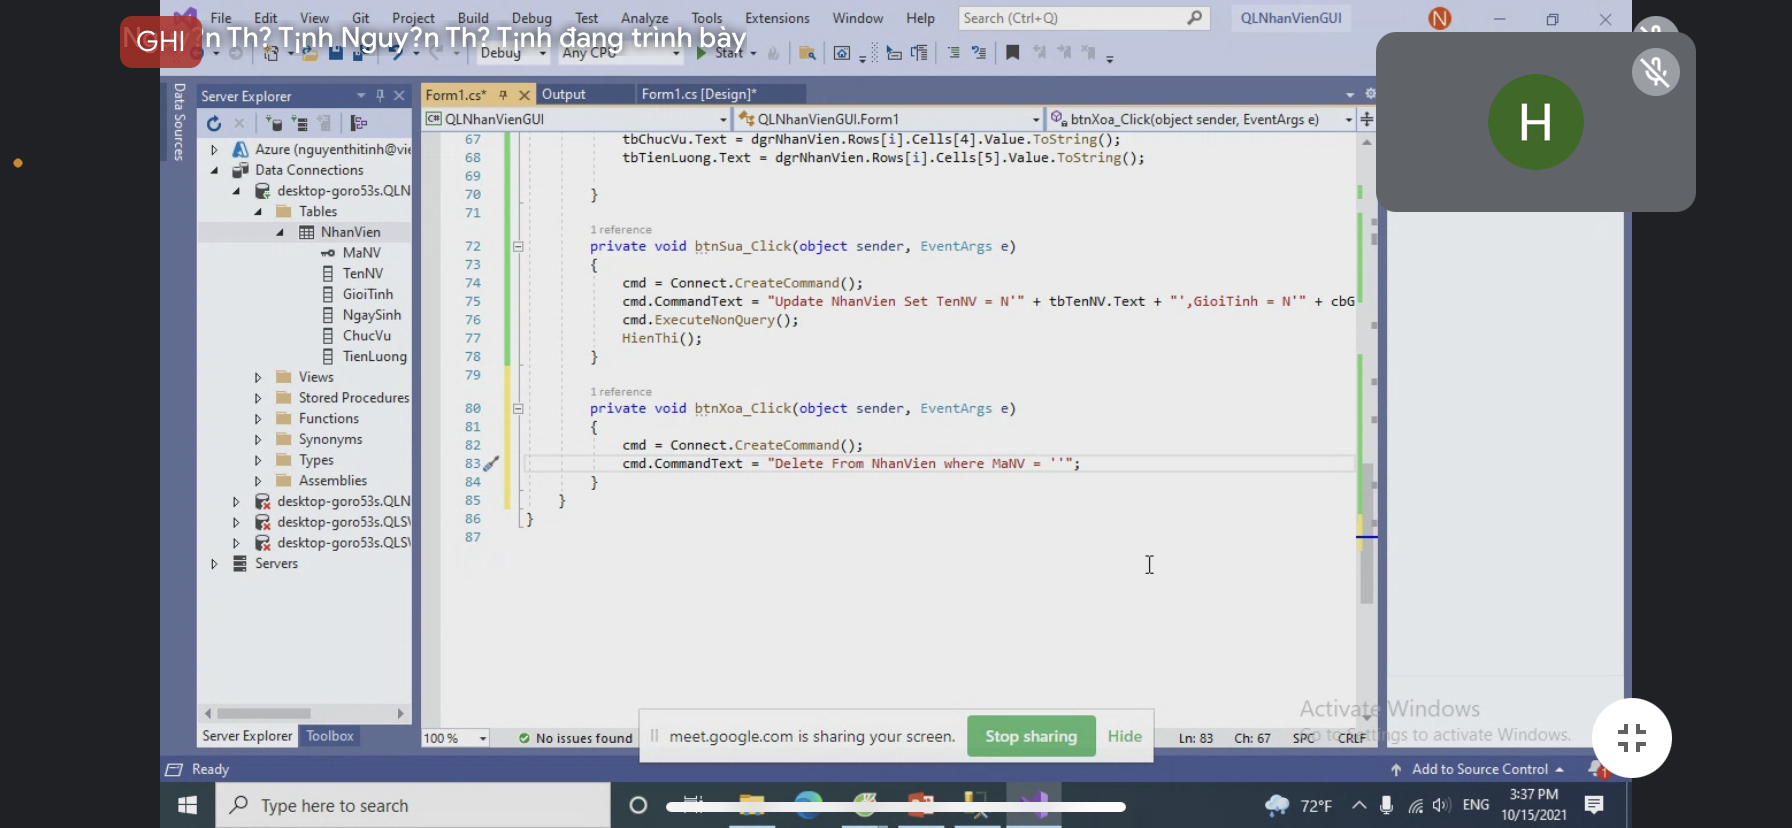 File Edit View Git Project Build Debug Test Analyze Tools Extensions Window Help Search (Ctrl+Q) QLNhanVienGUI N
GHI
?n Th? Tịnh Nguy?n Th? Tịnh đang trình bày
Debug Any CPU Start
H
Data Sources
Server Explorer
Azure (nguyenthitinh@vie
Data Connections
desktop-goro53s.QLN
Tables
NhanVien
MaNV
TenNV
GioiTinh
NgaySinh
ChucVu
TienLuong
Views
Stored Procedures
Functions
Synonyms
Types
Assemblies
desktop-goro53s.QLN
desktop-goro53s.QLS
desktop-goro53s.QLS
Servers
Server Explorer Toolbox
Form1.cs* Output Form1.cs [Design]*
C# QLNhanVienGUI QLNhanVienGUI.Form1 btnXoa_Click(object sender, EventArgs e)
67 tbChucVu.Text = dgrNhanVien.Rows[i].Cells[4].Value.ToString();
68 tbTienLuong.Text = dgrNhanVien.Rows[i].Cells[5].Value.ToString();
69
70 }
71
1 reference
72 private void btnSua_Click(object sender, EventArgs e)
73 {
74 cmd = Connect.CreateCommand();
75 cmd.CommandText = "Update NhanVien Set TenNV = N'" + tbTenNV.Text + "',GioiTinh = N'" + cbG
76 cmd.ExecuteNonQuery();
77 HienThi();
78 }
79
1 reference
80 private void btnXoa_Click(object sender, EventArgs e)
81 {
82 cmd = Connect.CreateCommand();
83 cmd.CommandText = "Delete From NhanVien where MaNV = ''";
84 }
85 }
86 }
87
100 % No issues found Ln: 83 Ch: 67 SPC CRLF
meet.google.com is sharing your screen. Stop sharing Hide
Activate Windows
Go to Settings to activate Windows.
Ready Add to Source Control 1
Type here to search 72°F ENG 3:37 PM
10/15/2021